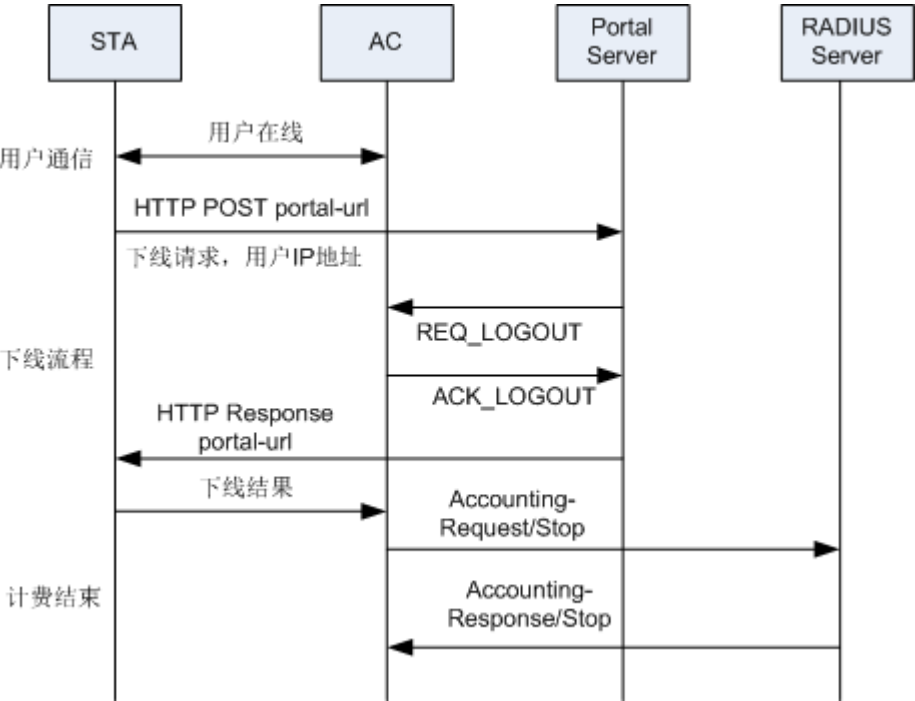 STA
AC
Portal
Server
RADIUS
Server
用户在线
用户通信
HTTP POST portal-url
下线请求，用户IP地址
REQ_LOGOUT
下线流程
ACK_LOGOUT
HTTP Response
portal-url
下线结果
Accounting-
Request/Stop
计费结束
Accounting-
Response/Stop